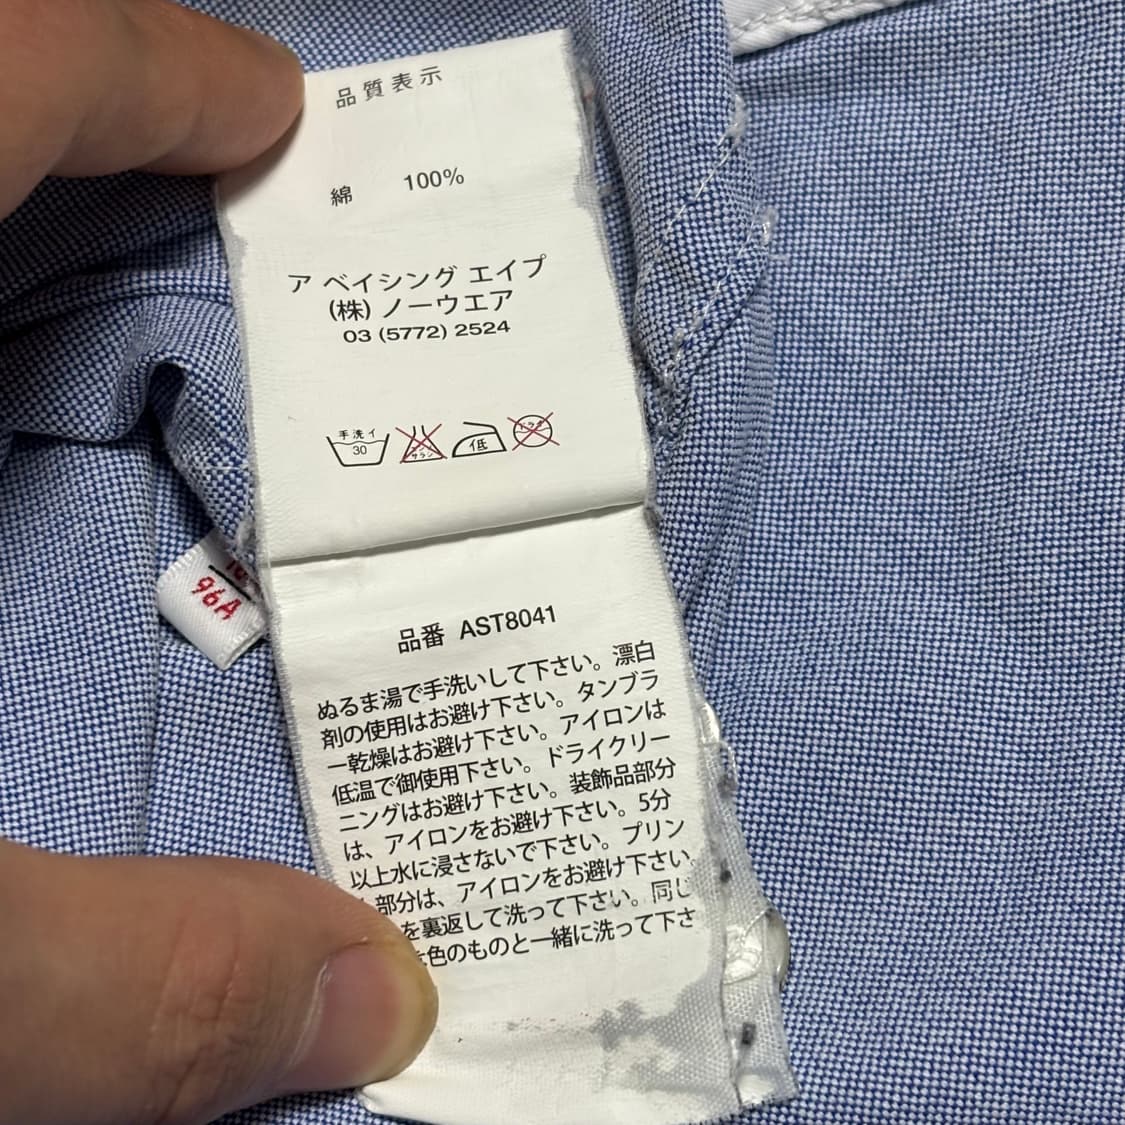 品質表示
綿 100%
ア ベイシング エイプ
(株) ノーウエア
03 (5772) 2524
手洗イ
30
低
96A
品番 AST8041
ぬるま湯で手洗いして下さい。漂白
剤の使用はお避け下さい。タンブラ
ー乾燥はお避け下さい。アイロンは
低温で御使用下さい。ドライクリー
ニングはお避け下さい。装飾品部分
は、アイロンをお避け下さい。5分
以上水に浸さないで下さい。プリン
ト部分は、アイロンをお避け下さい。
を裏返して洗って下さい。同じ
色のものと一緒に洗って下さ